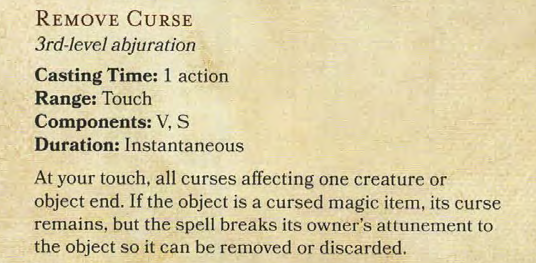 REMOVE CURSE
3rd-level abjuration
Casting Time: 1 action
Range: Touch
Components: V, S
Duration: Instantaneous
At your touch, all curses affecting one creature or
object end. If the object is a cursed magic item, its curse
remains, but the spell breaks its owner's attunement to
the object so it can be removed or discarded.